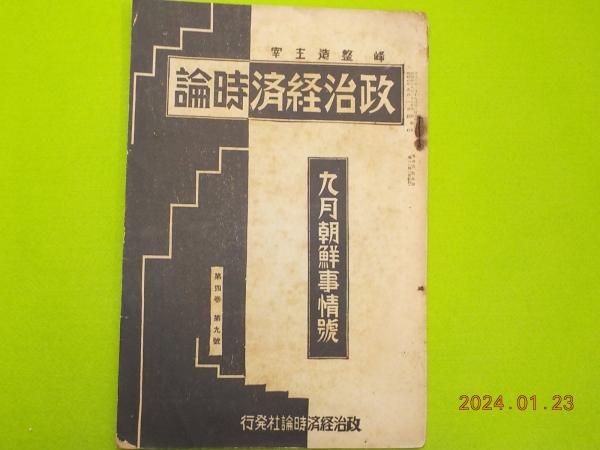 峰整造主宰
政治経済時論
九月朝鮮事情號
第四巻 第九號
政治経済時論社発行
2024.01.23